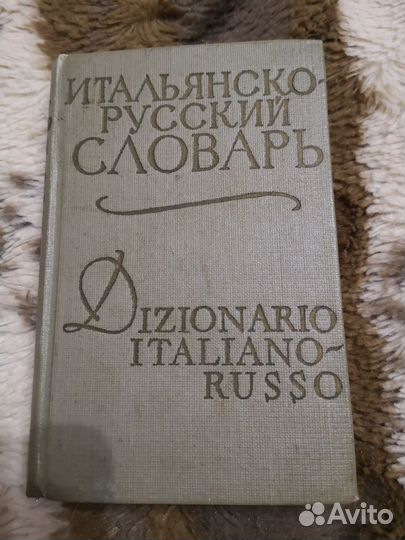 ИТАЛЬЯНСКО-
РУССКИЙ
СЛОВАРЬ
DIZIONARIO
ITALIANO-
RUSSO
Avito